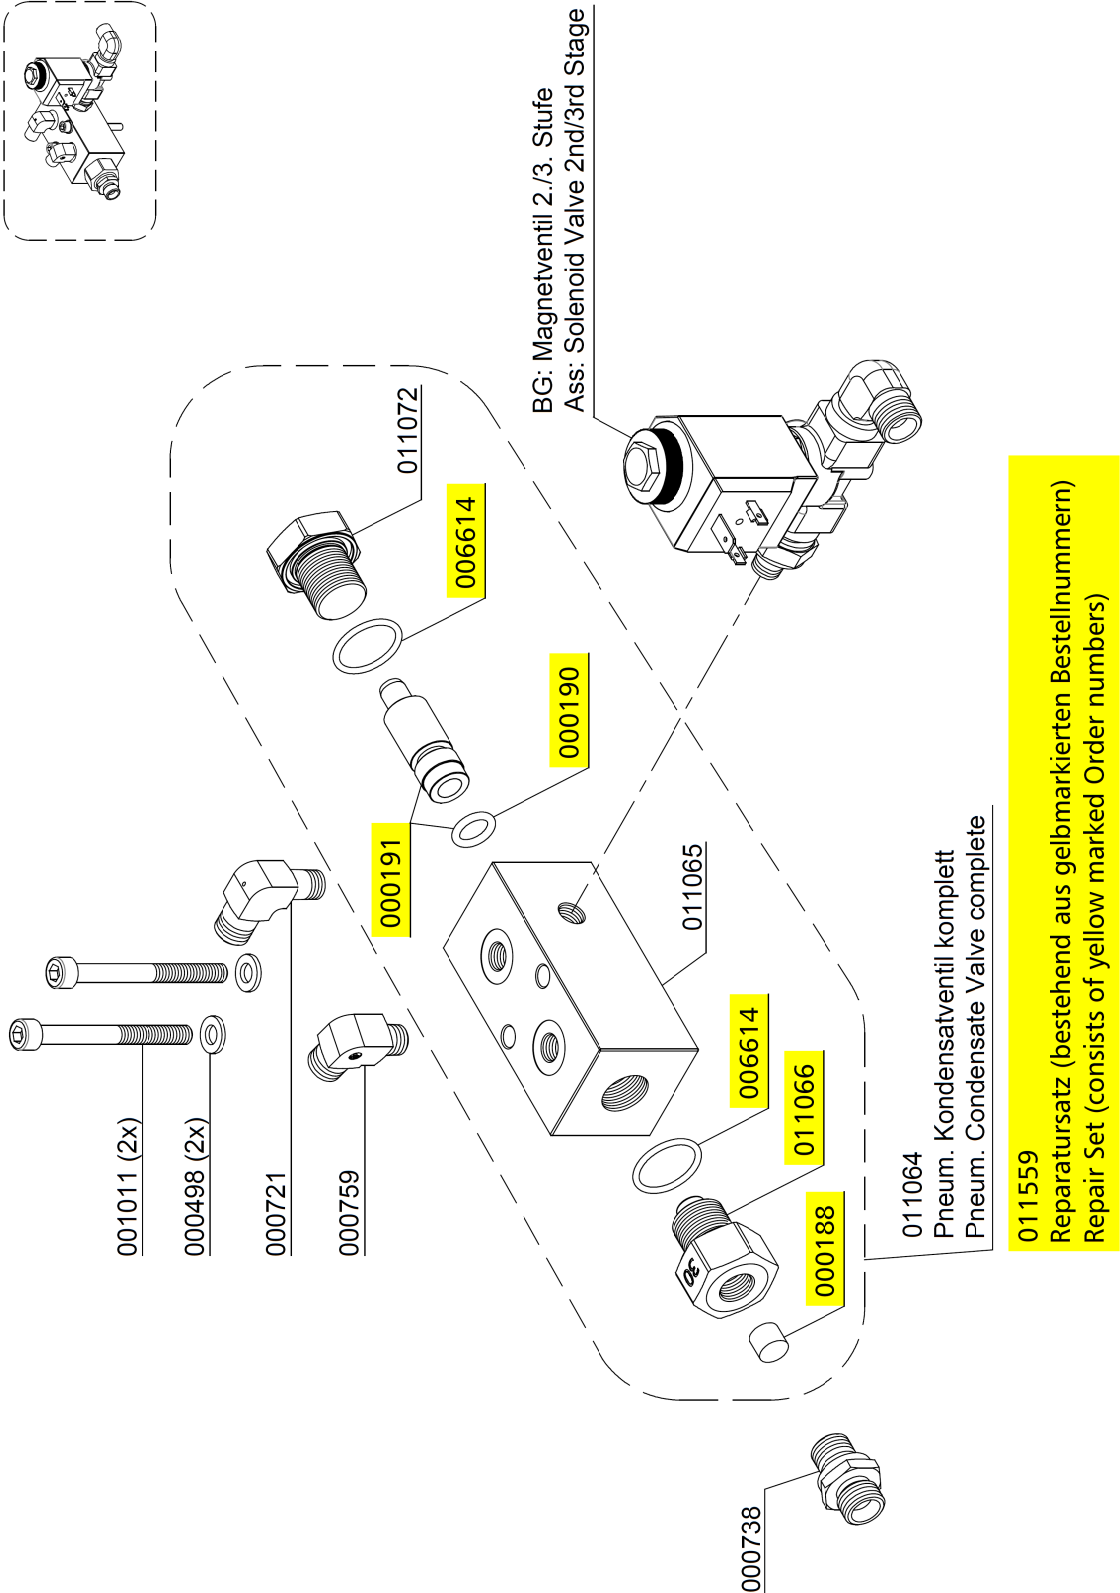 BG: Magnetventil 2./3. Stufe
Ass: Solenoid Valve 2nd/3rd Stage
011072
006614
000190
000191
011065
001011 (2x)
000498 (2x)
000721
000759
006614
011066
30
000188
011064
Pneum. Kondensatventil komplett
Pneum. Condensate Valve complete
000738
011559
Reparatursatz (bestehend aus gelbmarkierten Bestellnummern)
Repair Set (consists of yellow marked Order numbers)